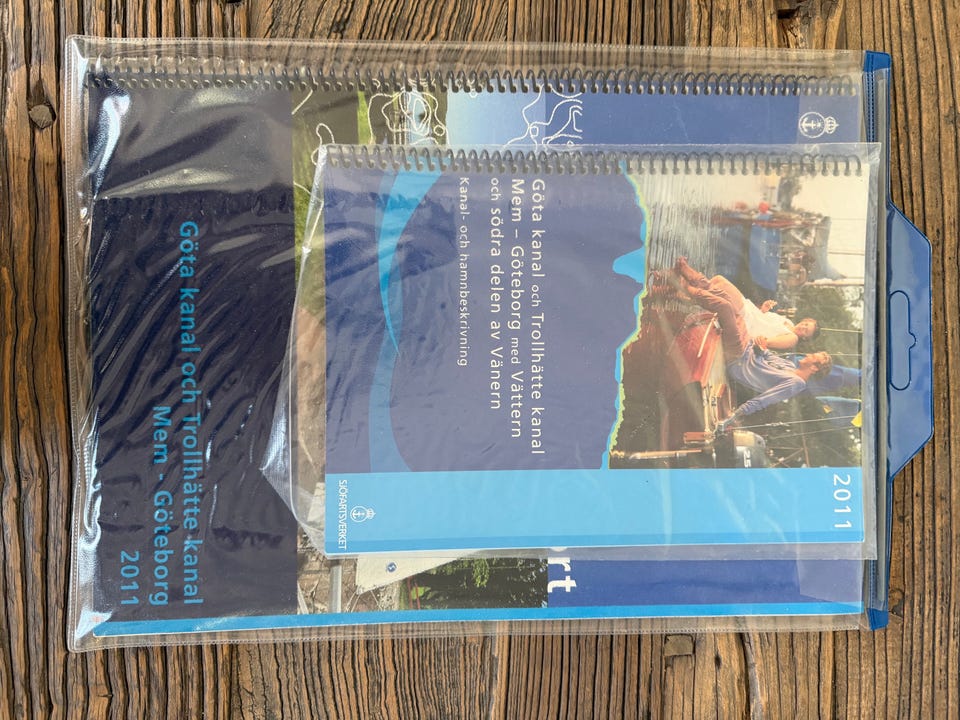 2011
Göta kanal och Trollhätte kanal
Mem – Göteborg med Vättern
och södra delen av Vänern
Kanal- och hamnbeskrivning
SJÖFARTSVERKET
Göta kanal och Trollhätte kanal
Mem - Göteborg
2011